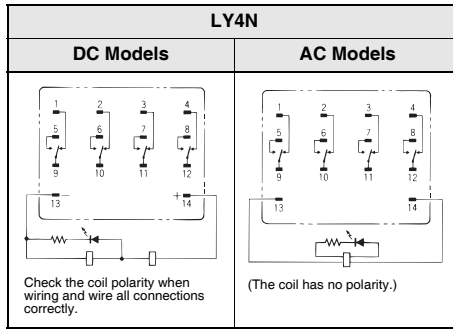 LY4N
DC Models AC Models
1 2 3 4
5 6 7 8
9 10 11 12
13 − + 14
Check the coil polarity when
wiring and wire all connections
correctly.
1 2 3 4
5 6 7 8
9 10 11 12
13 14
(The coil has no polarity.)